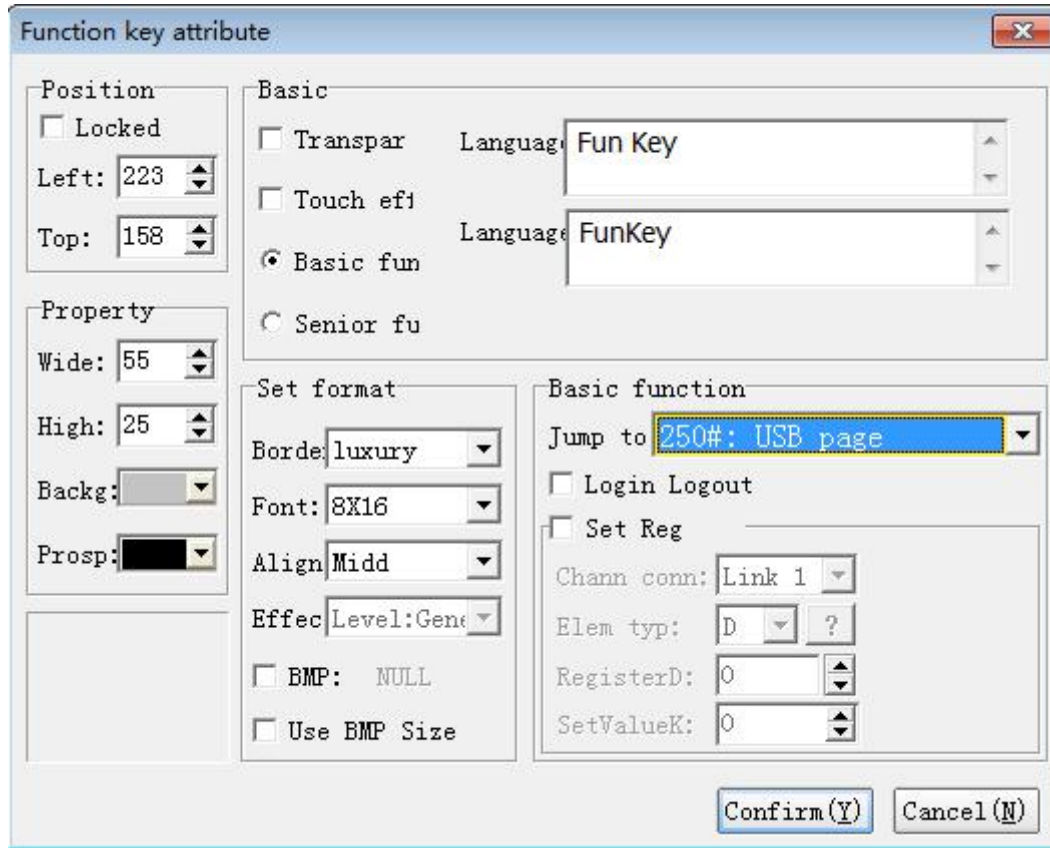 Function key attribute
Position
Locked
Left: 223
Top: 158
Property
Wide: 55
High: 25
Backg:
Prosp:
Basic
Transpar
Touch eff
Basic fun
Senior fu
Languag Fun Key
Language FunKey
Set format
Borde luxury
Font: 8X16
Align Midd
Effec Level:Gene
BMP: NULL
Use BMP Size
Basic function
Jump to 250#: USB page
Login Logout
Set Reg
Chann conn: Link 1
Elem typ: D ?
RegisterD: 0
SetValueK: 0
Confirm(Y) Cancel(N)